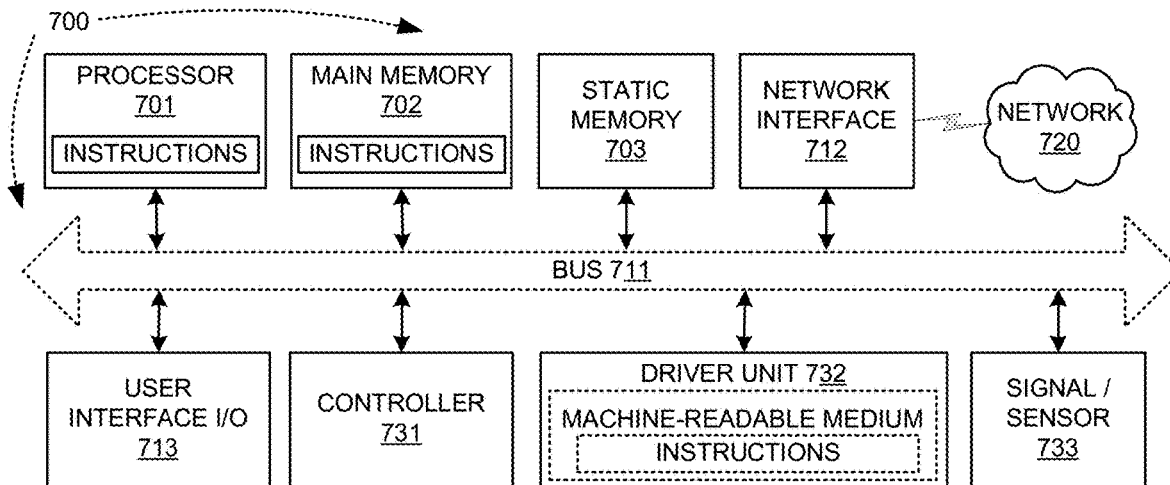 700
PROCESSOR
701
INSTRUCTIONS
MAIN MEMORY
702
INSTRUCTIONS
STATIC
MEMORY
703
NETWORK
INTERFACE
712
NETWORK
720
BUS 711
USER
INTERFACE I/O
713
CONTROLLER
731
DRIVER UNIT 732
MACHINE-READABLE MEDIUM
INSTRUCTIONS
SIGNAL /
SENSOR
733